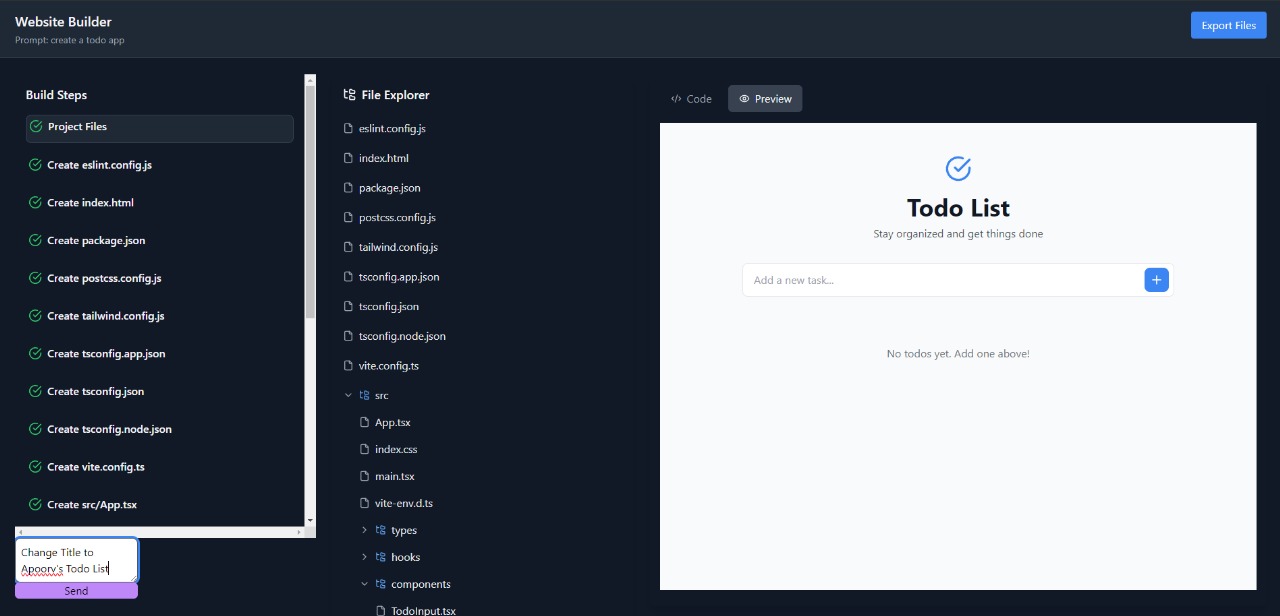 Website Builder
Prompt: create a todo app
Export Files
Build Steps
Project Files
Create eslint.config.js
Create index.html
Create package.json
Create postcss.config.js
Create tailwind.config.js
Create tsconfig.app.json
Create tsconfig.json
Create tsconfig.node.json
Create vite.config.ts
Create src/App.tsx
Change Title to
Apoorv's Todo List
Send
File Explorer
eslint.config.js
index.html
package.json
postcss.config.js
tailwind.config.js
tsconfig.app.json
tsconfig.json
tsconfig.node.json
vite.config.ts
src
App.tsx
index.css
main.tsx
vite-env.d.ts
types
hooks
components
TodoInput.tsx
Code
Preview
Todo List
Stay organized and get things done
Add a new task...
No todos yet. Add one above!